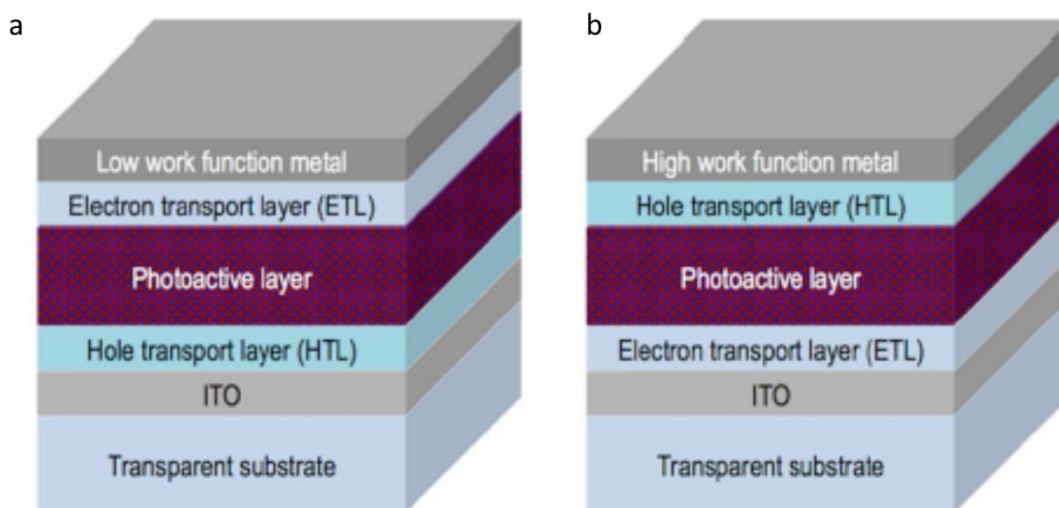 a
Low work function metal
Electron transport layer (ETL)
Photoactive layer
Hole transport layer (HTL)
ITO
Transparent substrate
b
High work function metal
Hole transport layer (HTL)
Photoactive layer
Electron transport layer (ETL)
ITO
Transparent substrate